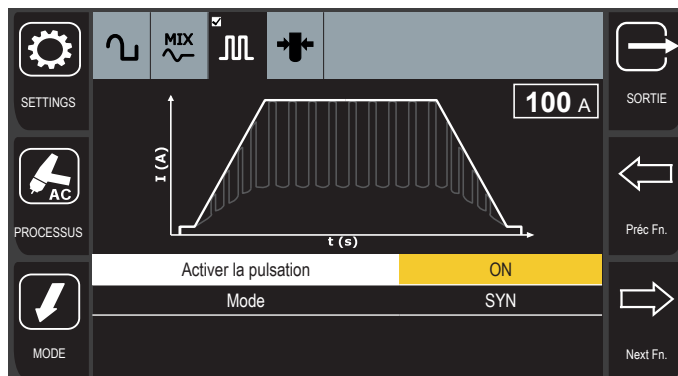 SETTINGS
AC
PROCESSUS
MODE
MIX
100 A
I (A)
t (s)
Activer la pulsation ON
Mode SYN
SORTIE
Préc Fn.
Next Fn.